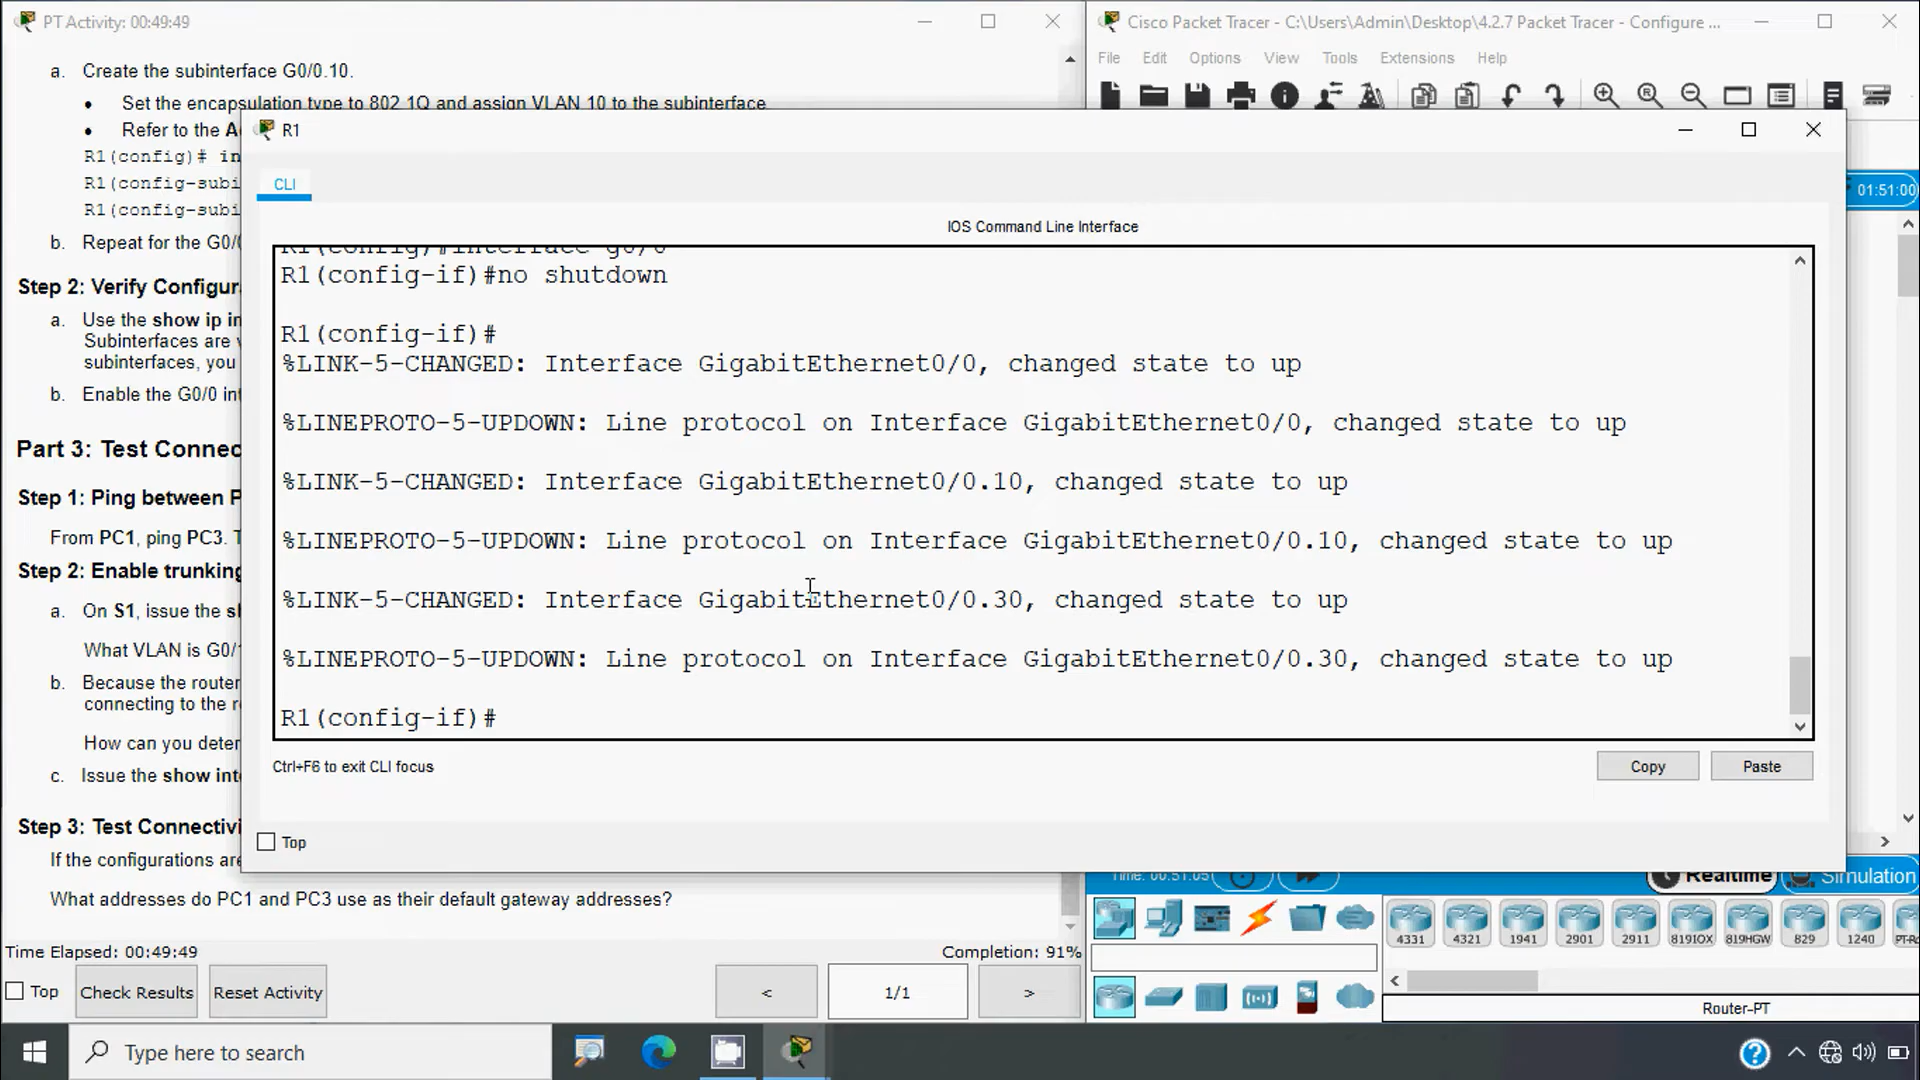 PT Activity: 00:49:49
a. Create the subinterface G0/0.10.
• Set the encapsulation type to 802.1Q and assign VLAN 10 to the subinterface.
• Refer to the
R1(config)# in
R1(config-subi
R1(config-subi
b. Repeat for the G0/
Step 2: Verify Configur
a. Use the show ip in
Subinterfaces are
subinterfaces, you
b. Enable the G0/0 in
Part 3: Test Connec
Step 1: Ping between P
From PC1, ping PC3.
Step 2: Enable trunking
a. On S1, issue the s
What VLAN is G0/
b. Because the router
connecting to the r
How can you deter
c. Issue the show int
Step 3: Test Connectivi
If the configurations are
What addresses do PC1 and PC3 use as their default gateway addresses?
Time Elapsed: 00:49:49
Completion: 91%
Top
Check Results
Reset Activity
<
1/1
>
Cisco Packet Tracer - C:\Users\Admin\Desktop\4.2.7 Packet Tracer - Configure ...
File Edit Options View Tools Extensions Help
01:51:00
R1
CLI
IOS Command Line Interface
R1(config)#interface g0/0
R1(config-if)#no shutdown
R1(config-if)#
%LINK-5-CHANGED: Interface GigabitEthernet0/0, changed state to up
%LINEPROTO-5-UPDOWN: Line protocol on Interface GigabitEthernet0/0, changed state to up
%LINK-5-CHANGED: Interface GigabitEthernet0/0.10, changed state to up
%LINEPROTO-5-UPDOWN: Line protocol on Interface GigabitEthernet0/0.10, changed state to up
%LINK-5-CHANGED: Interface GigabitEthernet0/0.30, changed state to up
%LINEPROTO-5-UPDOWN: Line protocol on Interface GigabitEthernet0/0.30, changed state to up
R1(config-if)#
Ctrl+F6 to exit CLI focus
Copy
Paste
Top
Time: 00:51:05
Realtime
Simulation
4331 4321 1941 2901 2911 819IOX 819HGW 829 1240
Router-PT
Type here to search